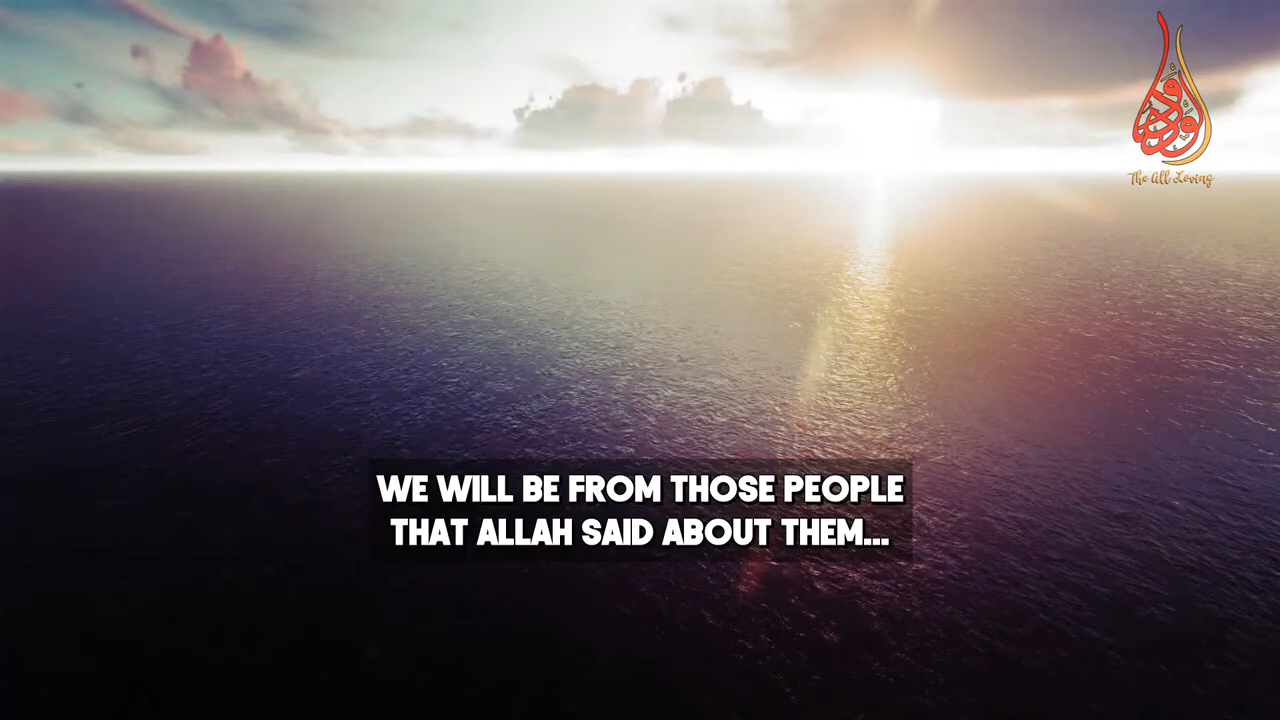 The All Loving
WE WILL BE FROM THOSE PEOPLE
THAT ALLAH SAID ABOUT THEM...